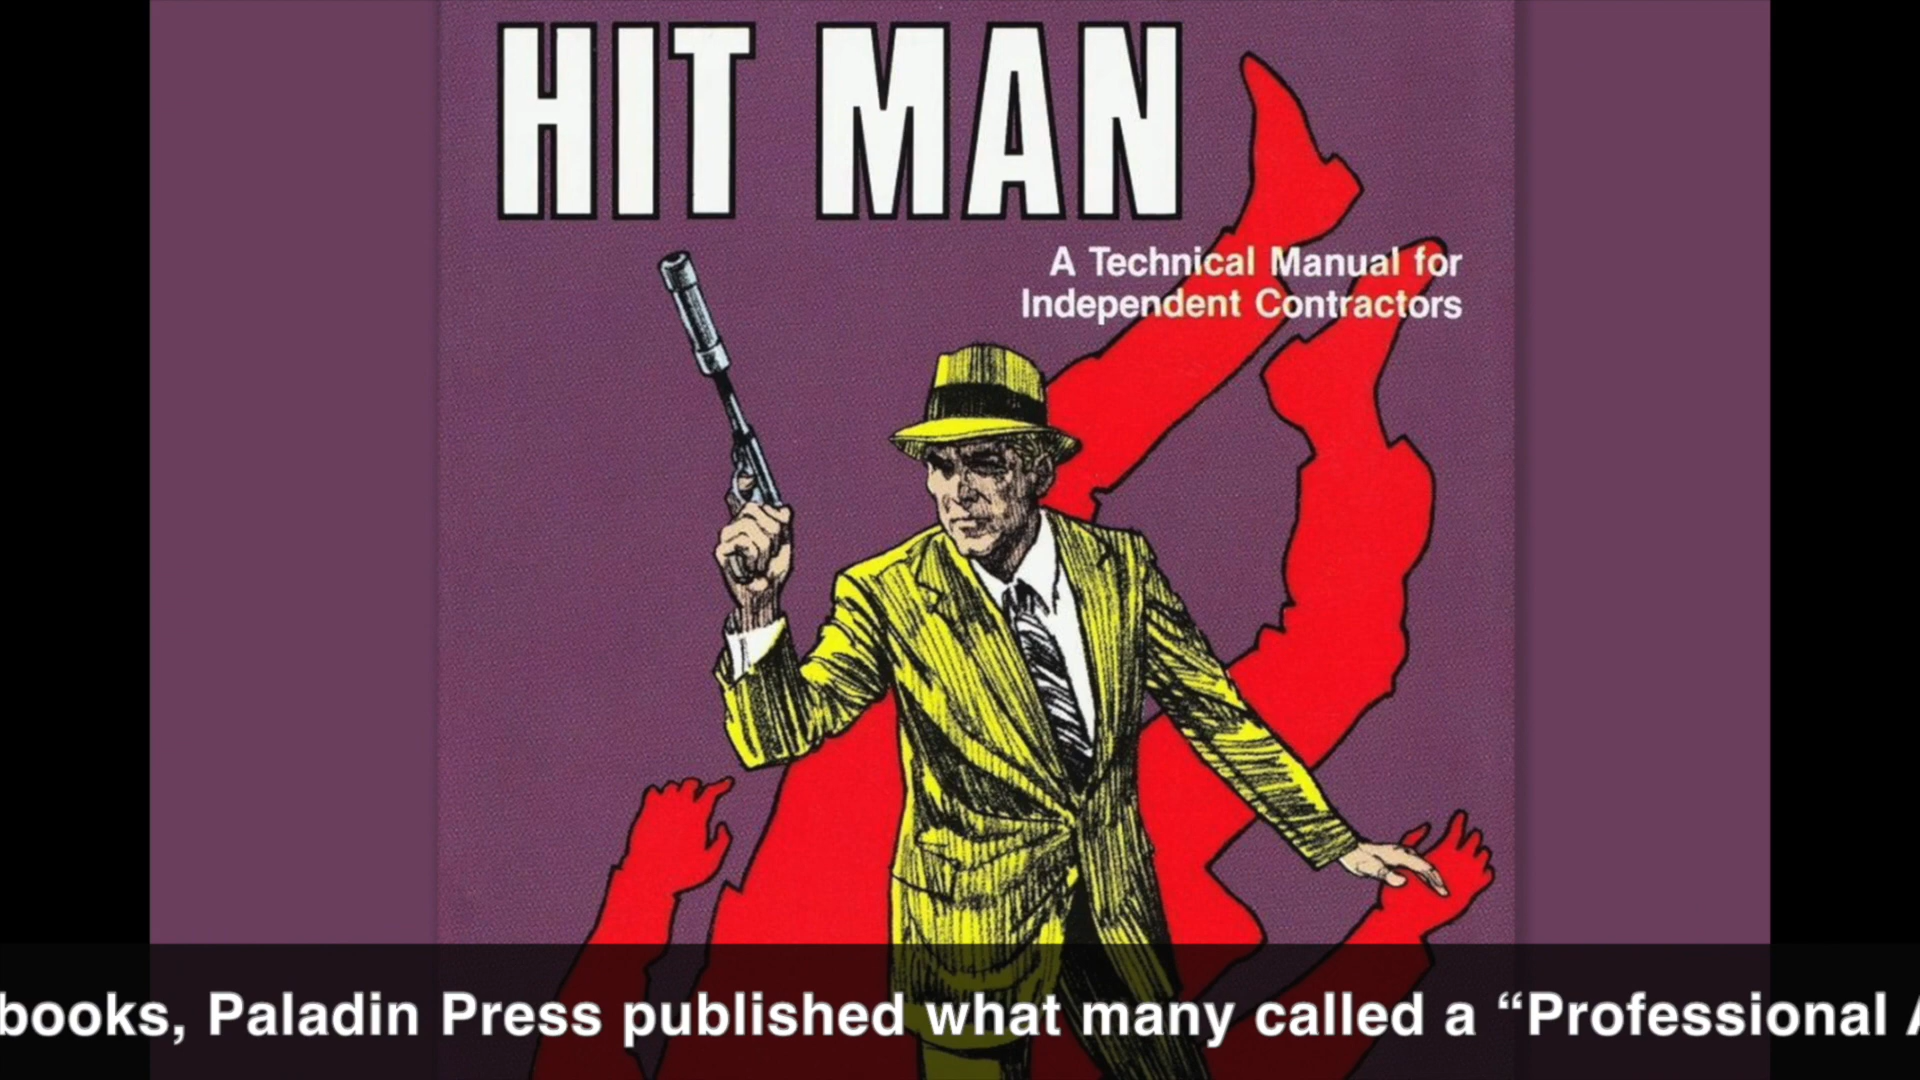 HIT MAN
A Technical Manual for
Independent Contractors
books, Paladin Press published what many called a “Professional